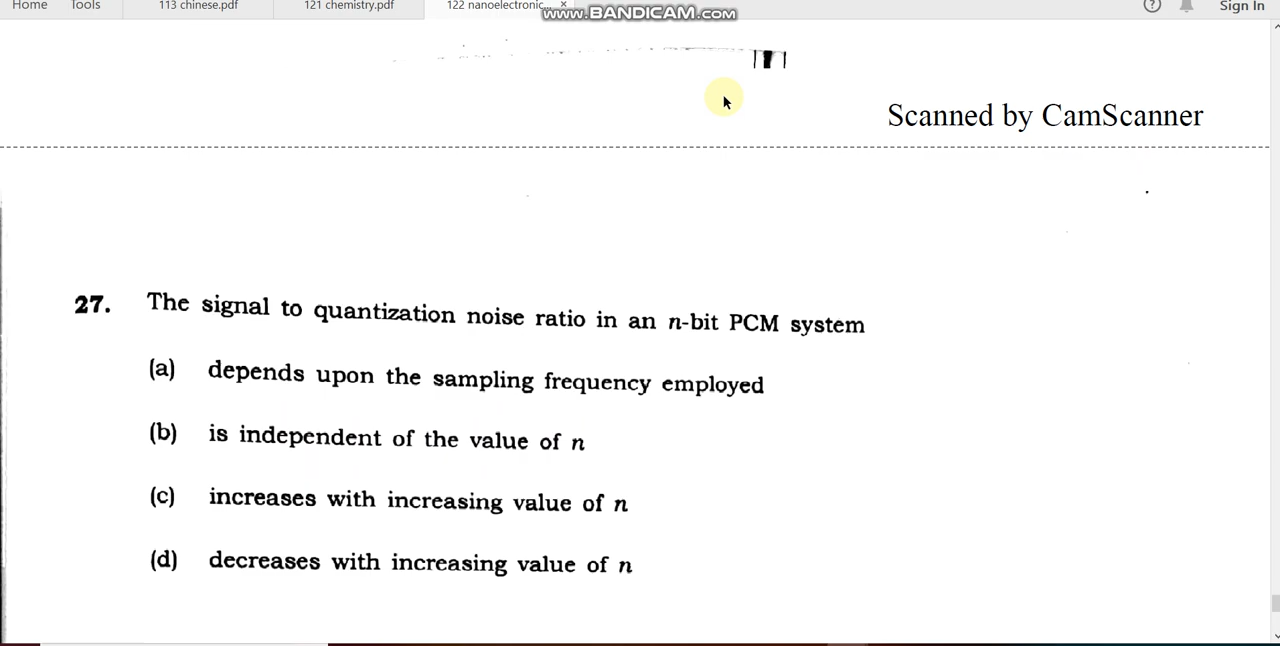 Home Tools 113 chinese.pdf 121 chemistry.pdf 122 nanoelectronic... × Sign In
www.BANDICAM.COM
Scanned by CamScanner
27. The signal to quantization noise ratio in an n-bit PCM system
(a) depends upon the sampling frequency employed
(b) is independent of the value of n
(c) increases with increasing value of n
(d) decreases with increasing value of n